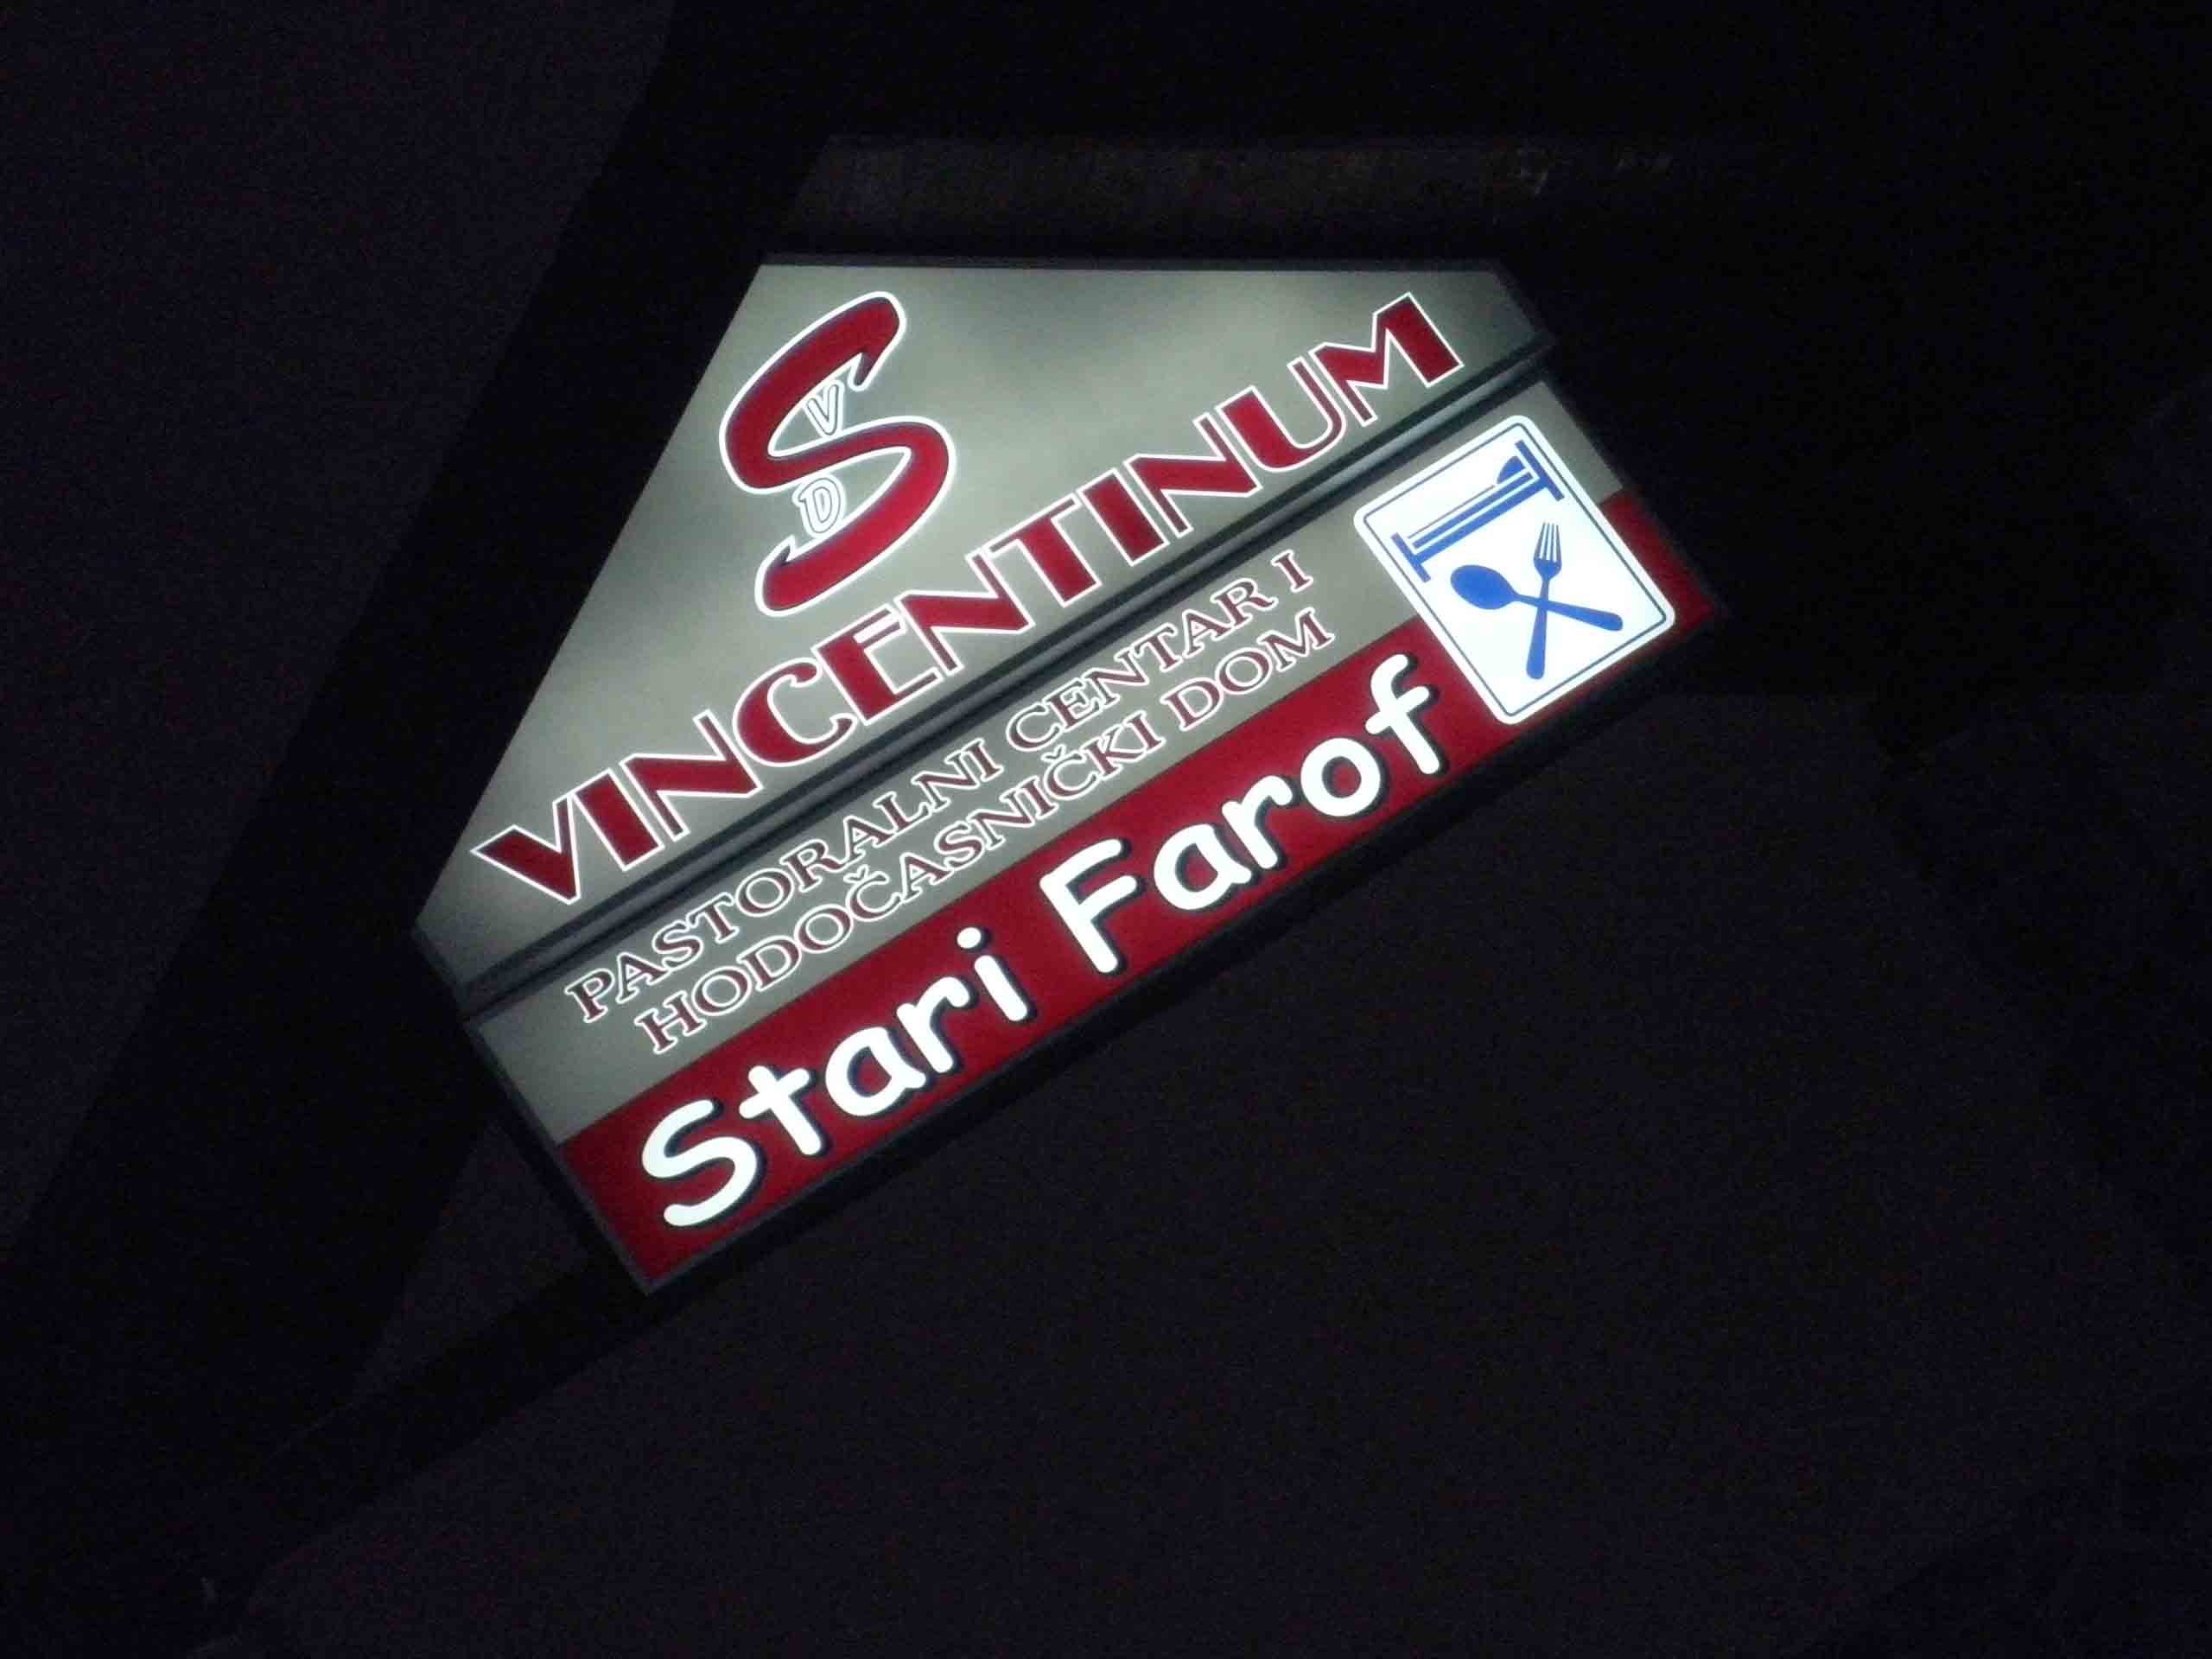 SVD
VINCENTINUM
PASTORALNI CENTAR I
HODOČASNIČKI DOM
Stari Farof